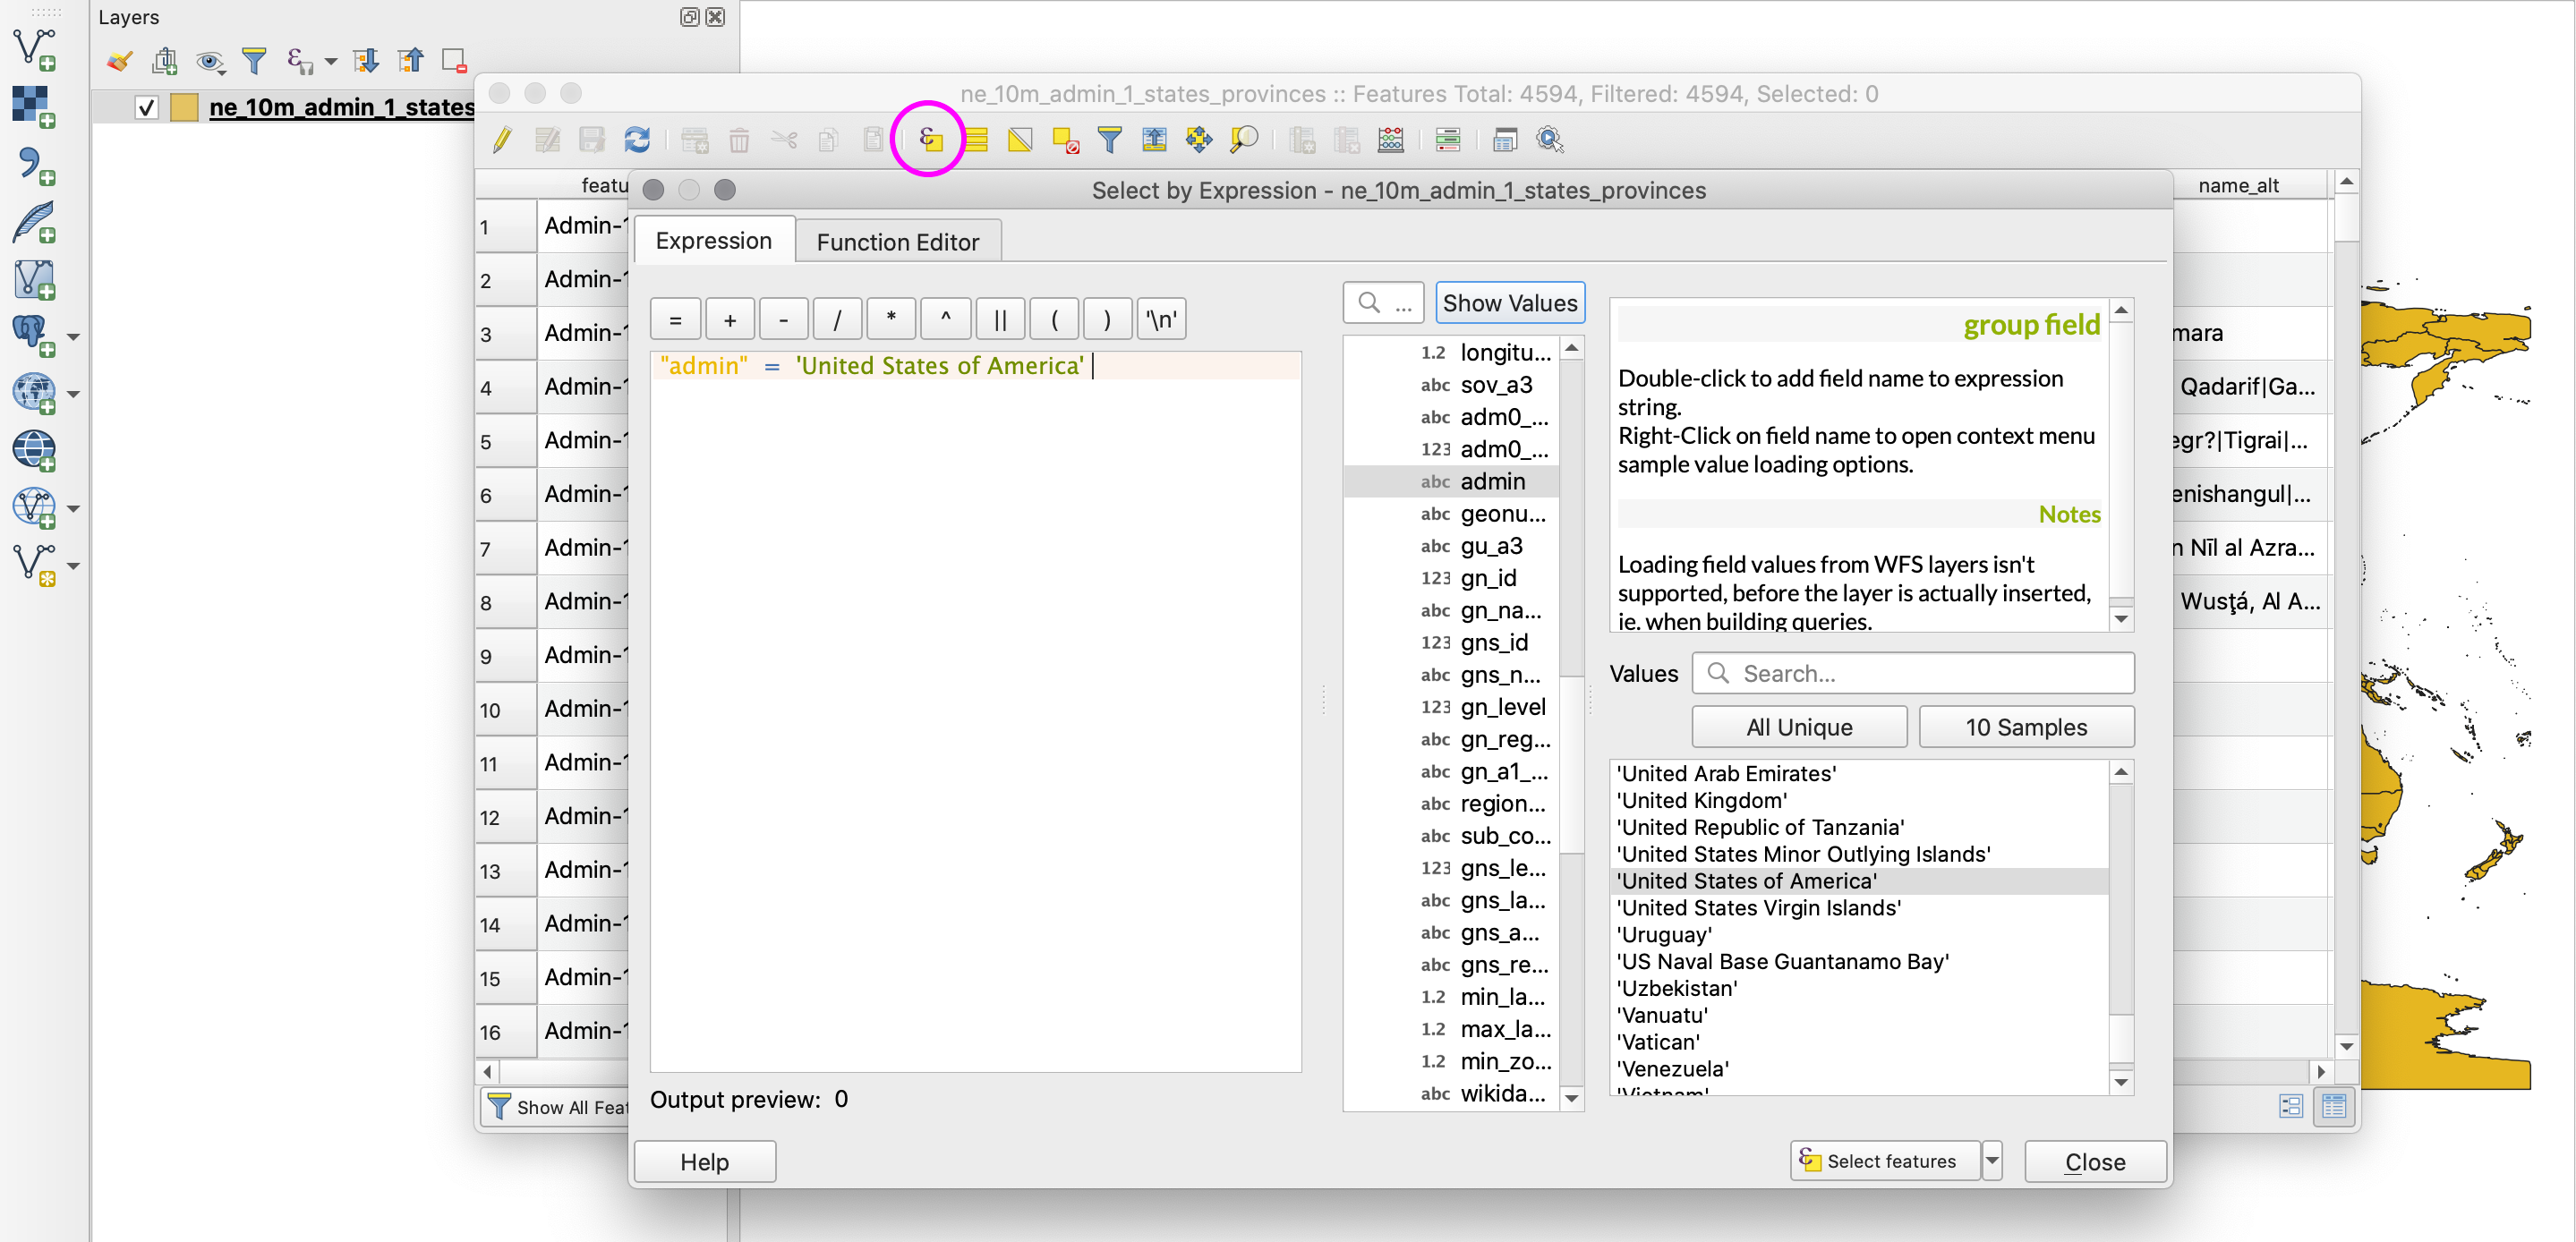 Layers
ne_10m_admin_1_states
ne_10m_admin_1_states_provinces :: Features Total: 4594, Filtered: 4594, Selected: 0
featu
name_alt
1 Admin-1
2 Admin-1
3 Admin-1 mara
4 Admin-1 Qadarif|Ga...
5 Admin-1 egr?|Tigrai|...
6 Admin-1 enishangul|...
7 Admin-1 n Nīl al Azra...
8 Admin-1 Wusţá, Al A...
9 Admin-1
10 Admin-1
11 Admin-1
12 Admin-1
13 Admin-1
14 Admin-1
15 Admin-1
16 Admin-1
Show All Feat
Select by Expression - ne_10m_admin_1_states_provinces
Expression
Function Editor
= + - / * ^ || ( ) '\n'
"admin" = 'United States of America'
Output preview: 0
...
Show Values
1.2 longitu...
abc sov_a3
abc adm0_...
123 adm0_...
abc admin
abc geonu...
abc gu_a3
123 gn_id
abc gn_na...
123 gns_id
abc gns_n...
123 gn_level
abc gn_reg...
abc gn_a1_...
abc region...
abc sub_co...
123 gns_le...
abc gns_la...
abc gns_a...
abc gns_re...
1.2 min_la...
1.2 max_la...
1.2 min_zo...
abc wikida...
group field
Double-click to add field name to expression
string.
Right-Click on field name to open context menu
sample value loading options.
Notes
Loading field values from WFS layers isn't
supported, before the layer is actually inserted,
ie. when building queries.
Values
Search...
All Unique
10 Samples
'United Arab Emirates'
'United Kingdom'
'United Republic of Tanzania'
'United States Minor Outlying Islands'
'United States of America'
'United States Virgin Islands'
'Uruguay'
'US Naval Base Guantanamo Bay'
'Uzbekistan'
'Vanuatu'
'Vatican'
'Venezuela'
'Vietnam'
Help
Select features
Close